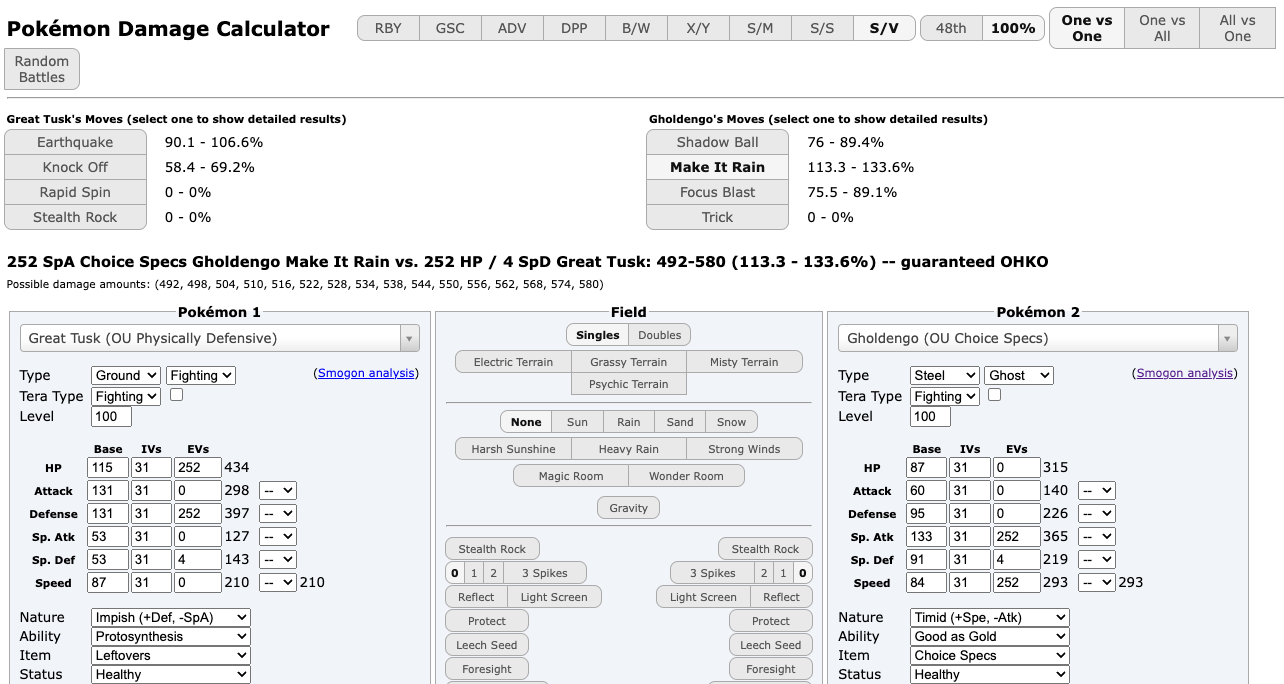 Pokémon Damage Calculator
RBY GSC ADV DPP B/W X/Y S/M S/S S/V 48th 100% One vs One One vs All All vs One
Random Battles
Great Tusk's Moves (select one to show detailed results)
Earthquake 90.1 - 106.6%
Knock Off 58.4 - 69.2%
Rapid Spin 0 - 0%
Stealth Rock 0 - 0%
Gholdengo's Moves (select one to show detailed results)
Shadow Ball 76 - 89.4%
Make It Rain 113.3 - 133.6%
Focus Blast 75.5 - 89.1%
Trick 0 - 0%
252 SpA Choice Specs Gholdengo Make It Rain vs. 252 HP / 4 SpD Great Tusk: 492-580 (113.3 - 133.6%) -- guaranteed OHKO
Possible damage amounts: (492, 498, 504, 510, 516, 522, 528, 534, 538, 544, 550, 556, 562, 568, 574, 580)
Pokémon 1
Great Tusk (OU Physically Defensive)
Type Ground Fighting (Smogon analysis)
Tera Type Fighting
Level 100
Base IVs EVs
HP 115 31 252 434
Attack 131 31 0 298 --
Defense 131 31 252 397 --
Sp. Atk 53 31 0 127 --
Sp. Def 53 31 4 143 --
Speed 87 31 0 210 -- 210
Nature Impish (+Def, -SpA)
Ability Protosynthesis
Item Leftovers
Status Healthy
Field
Singles Doubles
Electric Terrain Grassy Terrain Misty Terrain
Psychic Terrain
None Sun Rain Sand Snow
Harsh Sunshine Heavy Rain Strong Winds
Magic Room Wonder Room
Gravity
Stealth Rock Stealth Rock
0 1 2 3 Spikes 3 Spikes 2 1 0
Reflect Light Screen Light Screen Reflect
Protect Protect
Leech Seed Leech Seed
Foresight Foresight
Pokémon 2
Gholdengo (OU Choice Specs)
Type Steel Ghost (Smogon analysis)
Tera Type Fighting
Level 100
Base IVs EVs
HP 87 31 0 315
Attack 60 31 0 140 --
Defense 95 31 0 226 --
Sp. Atk 133 31 252 365 --
Sp. Def 91 31 4 219 --
Speed 84 31 252 293 -- 293
Nature Timid (+Spe, -Atk)
Ability Good as Gold
Item Choice Specs
Status Healthy